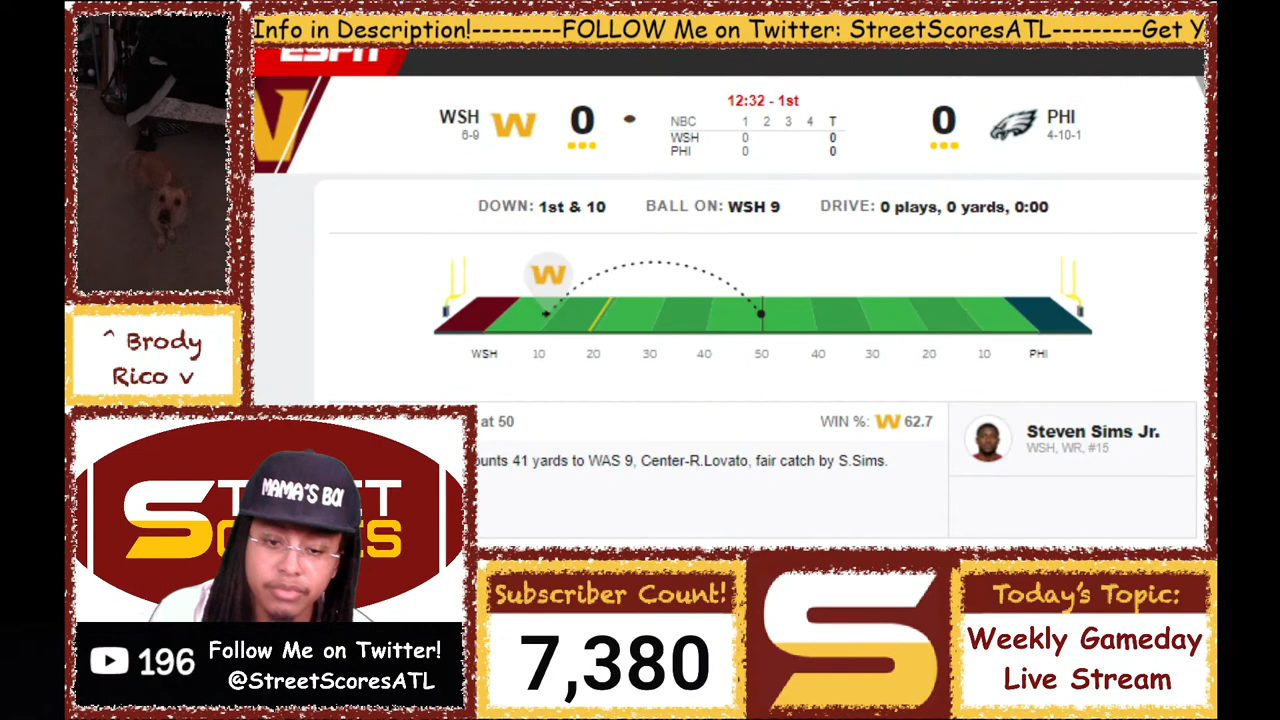 Info in Description!---------FOLLOW Me on Twitter: StreetScoresATL---------Get Y
ESPN
WSH
6-9
W
0
12:32 - 1st
NBC 1 2 3 4 T
WSH 0 0
PHI 0 0
0
PHI
4-10-1
DOWN: 1st & 10
BALL ON: WSH 9
DRIVE: 0 plays, 0 yards, 0:00
W
WSH 10 20 30 40 50 40 30 20 10 PHI
at 50
WIN %: W 62.7
unts 41 yards to WAS 9, Center-R.Lovato, fair catch by S.Sims.
Steven Sims Jr.
WSH, WR, #15
^ Brody
Rico v
STREET
SCORES
MAMA'S BOI
196
Follow Me on Twitter!
@StreetScoresATL
Subscriber Count!
7,380
S
Today's Topic:
Weekly Gameday
Live Stream